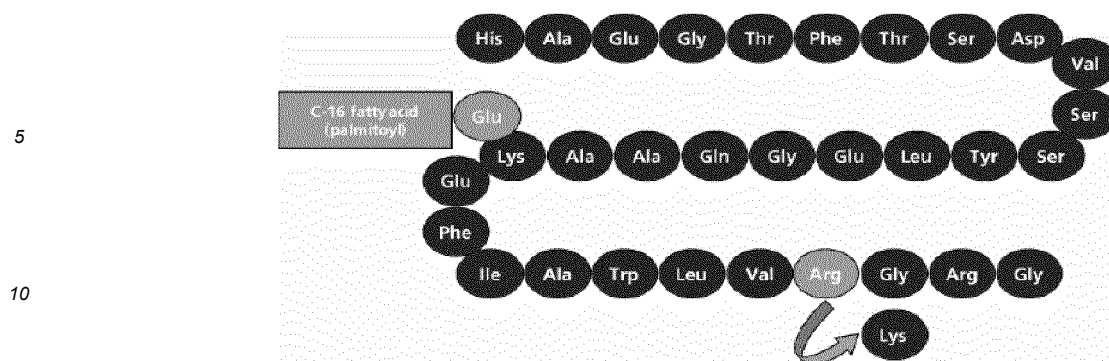 His Ala Glu Gly Thr Phe Thr Ser Asp
Val
C-16 fatty acid
(palmitoyl)
Glu
Ser
5
Lys Ala Ala Gln Gly Glu Leu Tyr Ser
Glu
Phe
Ile Ala Trp Leu Val Arg Gly Arg Gly
10
Lys